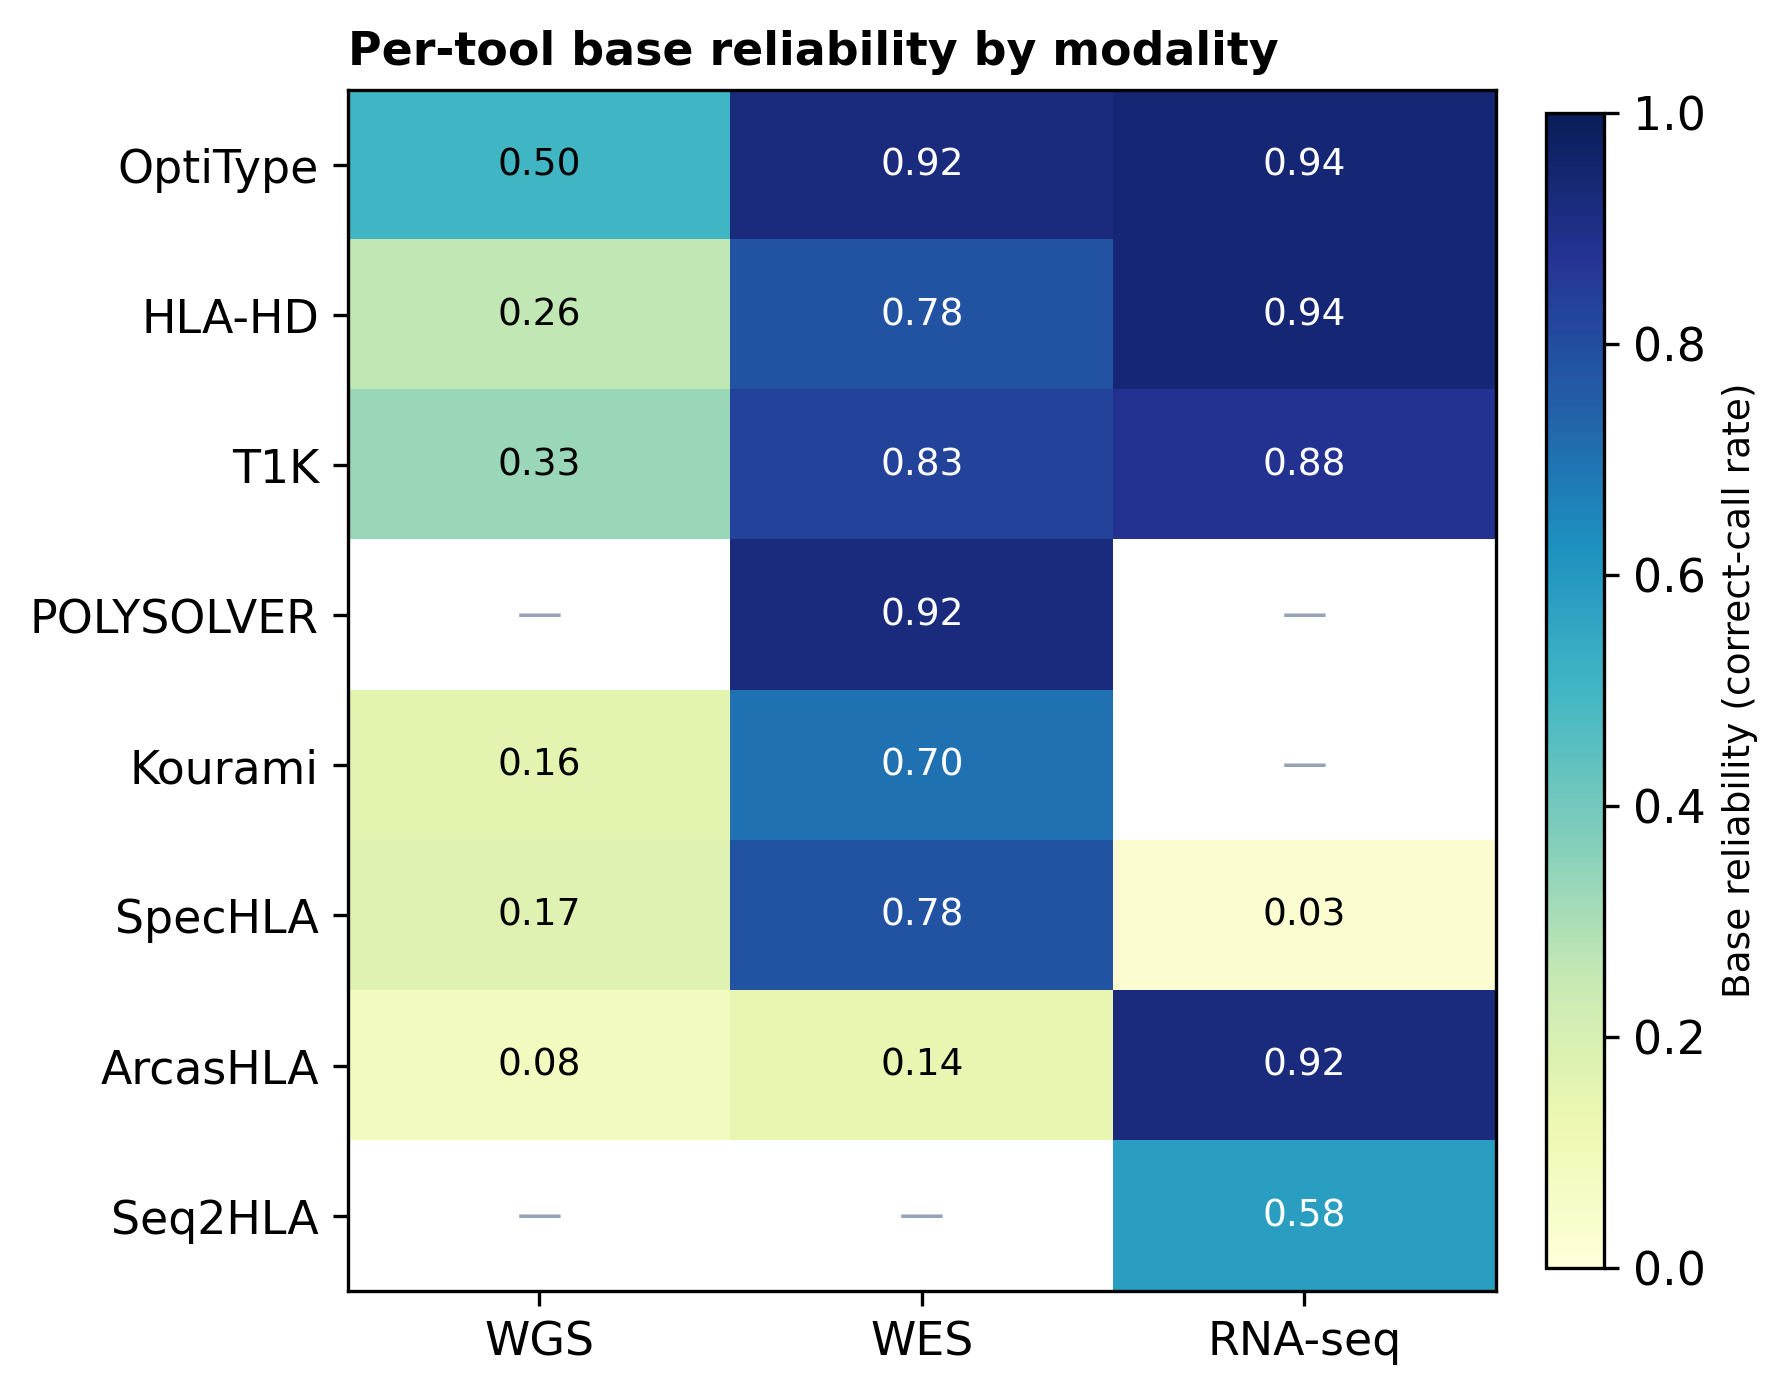 Per-tool base reliability by modality
OptiType 0.50 0.92 0.94
HLA-HD 0.26 0.78 0.94
T1K 0.33 0.83 0.88
POLYSOLVER — 0.92 —
Kourami 0.16 0.70 —
SpecHLA 0.17 0.78 0.03
ArcasHLA 0.08 0.14 0.92
Seq2HLA — — 0.58
WGS WES RNA-seq
1.0
0.8
0.6
0.4
0.2
0.0
Base reliability (correct-call rate)